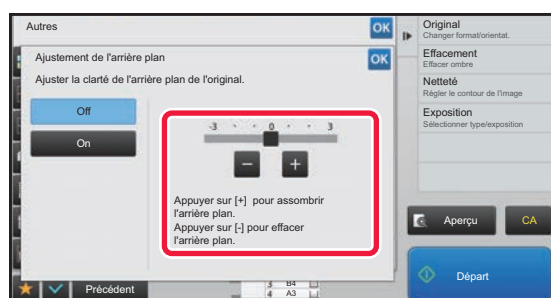 Autres
OK
Ajustement de l'arrière plan
OK
Ajuster la clarté de l'arrière plan de l'original.
Off
On
-3 0 3
- +
Appuyer sur [+] pour assombrir
l'arrière plan.
Appuyer sur [-] pour effacer
l'arrière plan.
Précédent
3 B4
4 A3
Original
Changer format/orientat.
Effacement
Effacer ombre
Netteté
Régler le contour de l'image
Exposition
Sélectionner type/exposition
Aperçu
CA
Départ